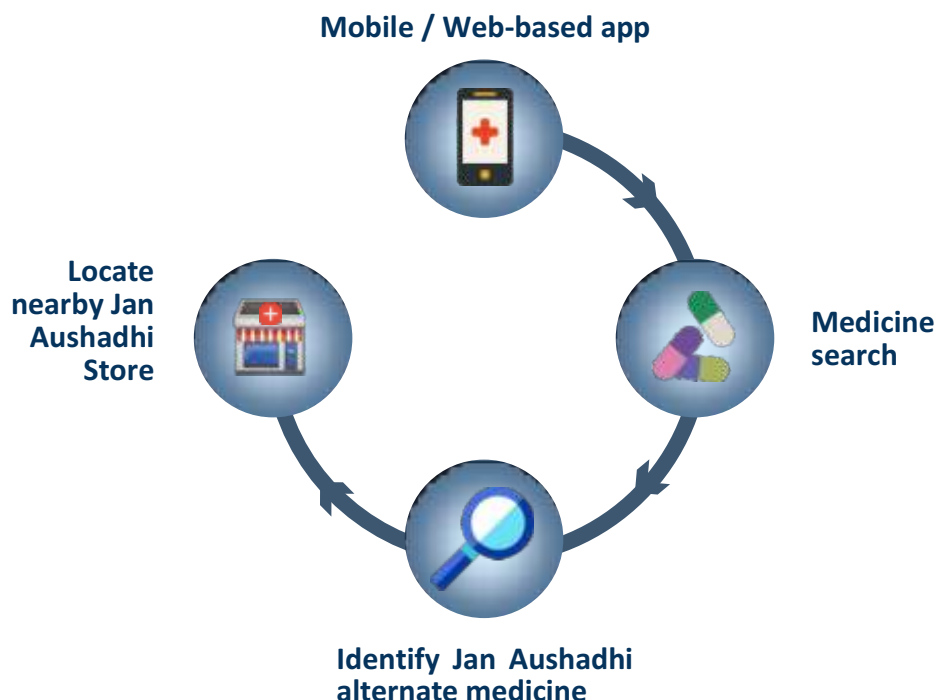 Mobile / Web-based app
Locate
nearby Jan
Aushadhi
Store
Medicine
search
Identify Jan Aushadhi
alternate medicine